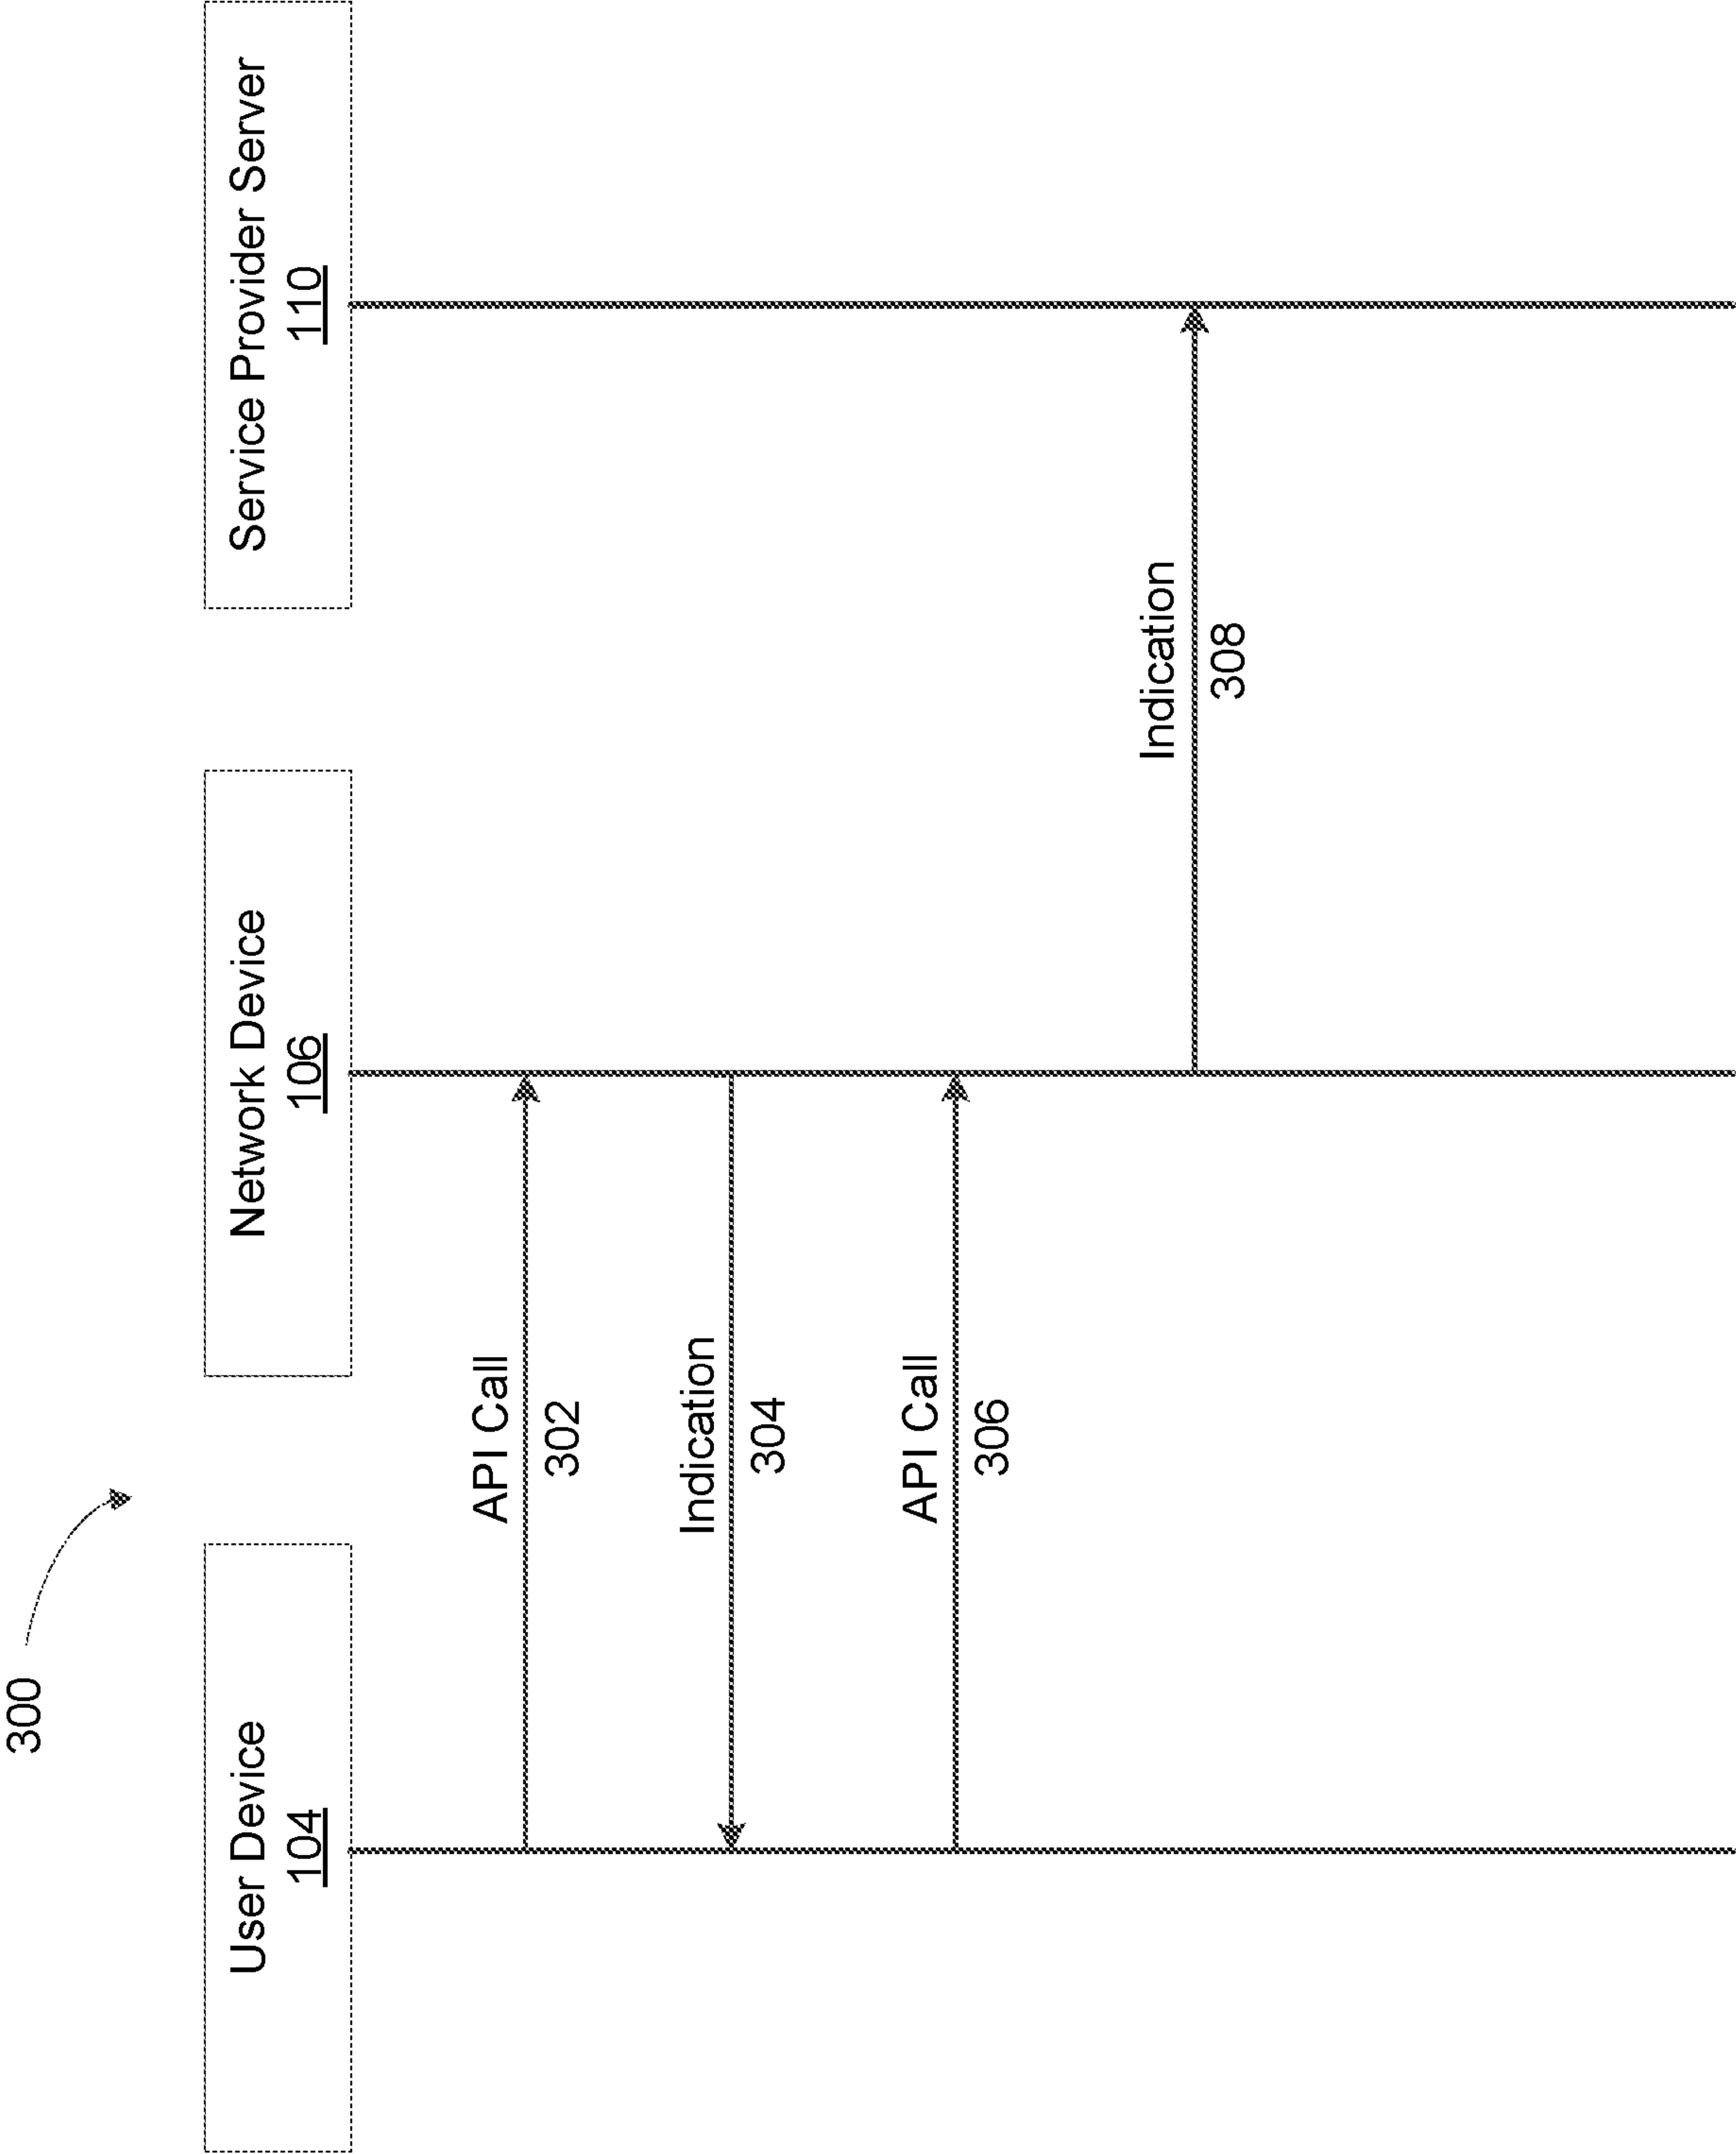 300
User Device
104
Network Device
106
Service Provider Server
110
API Call
302
Indication
304
API Call
306
Indication
308